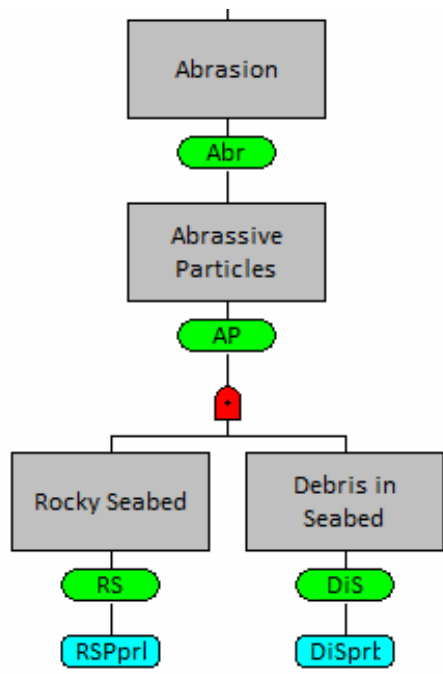 Abrasion
Abr
Abrassive
Particles
AP
Rocky Seabed
Debris in
Seabed
RS
DiS
RSPprl
DiSprt